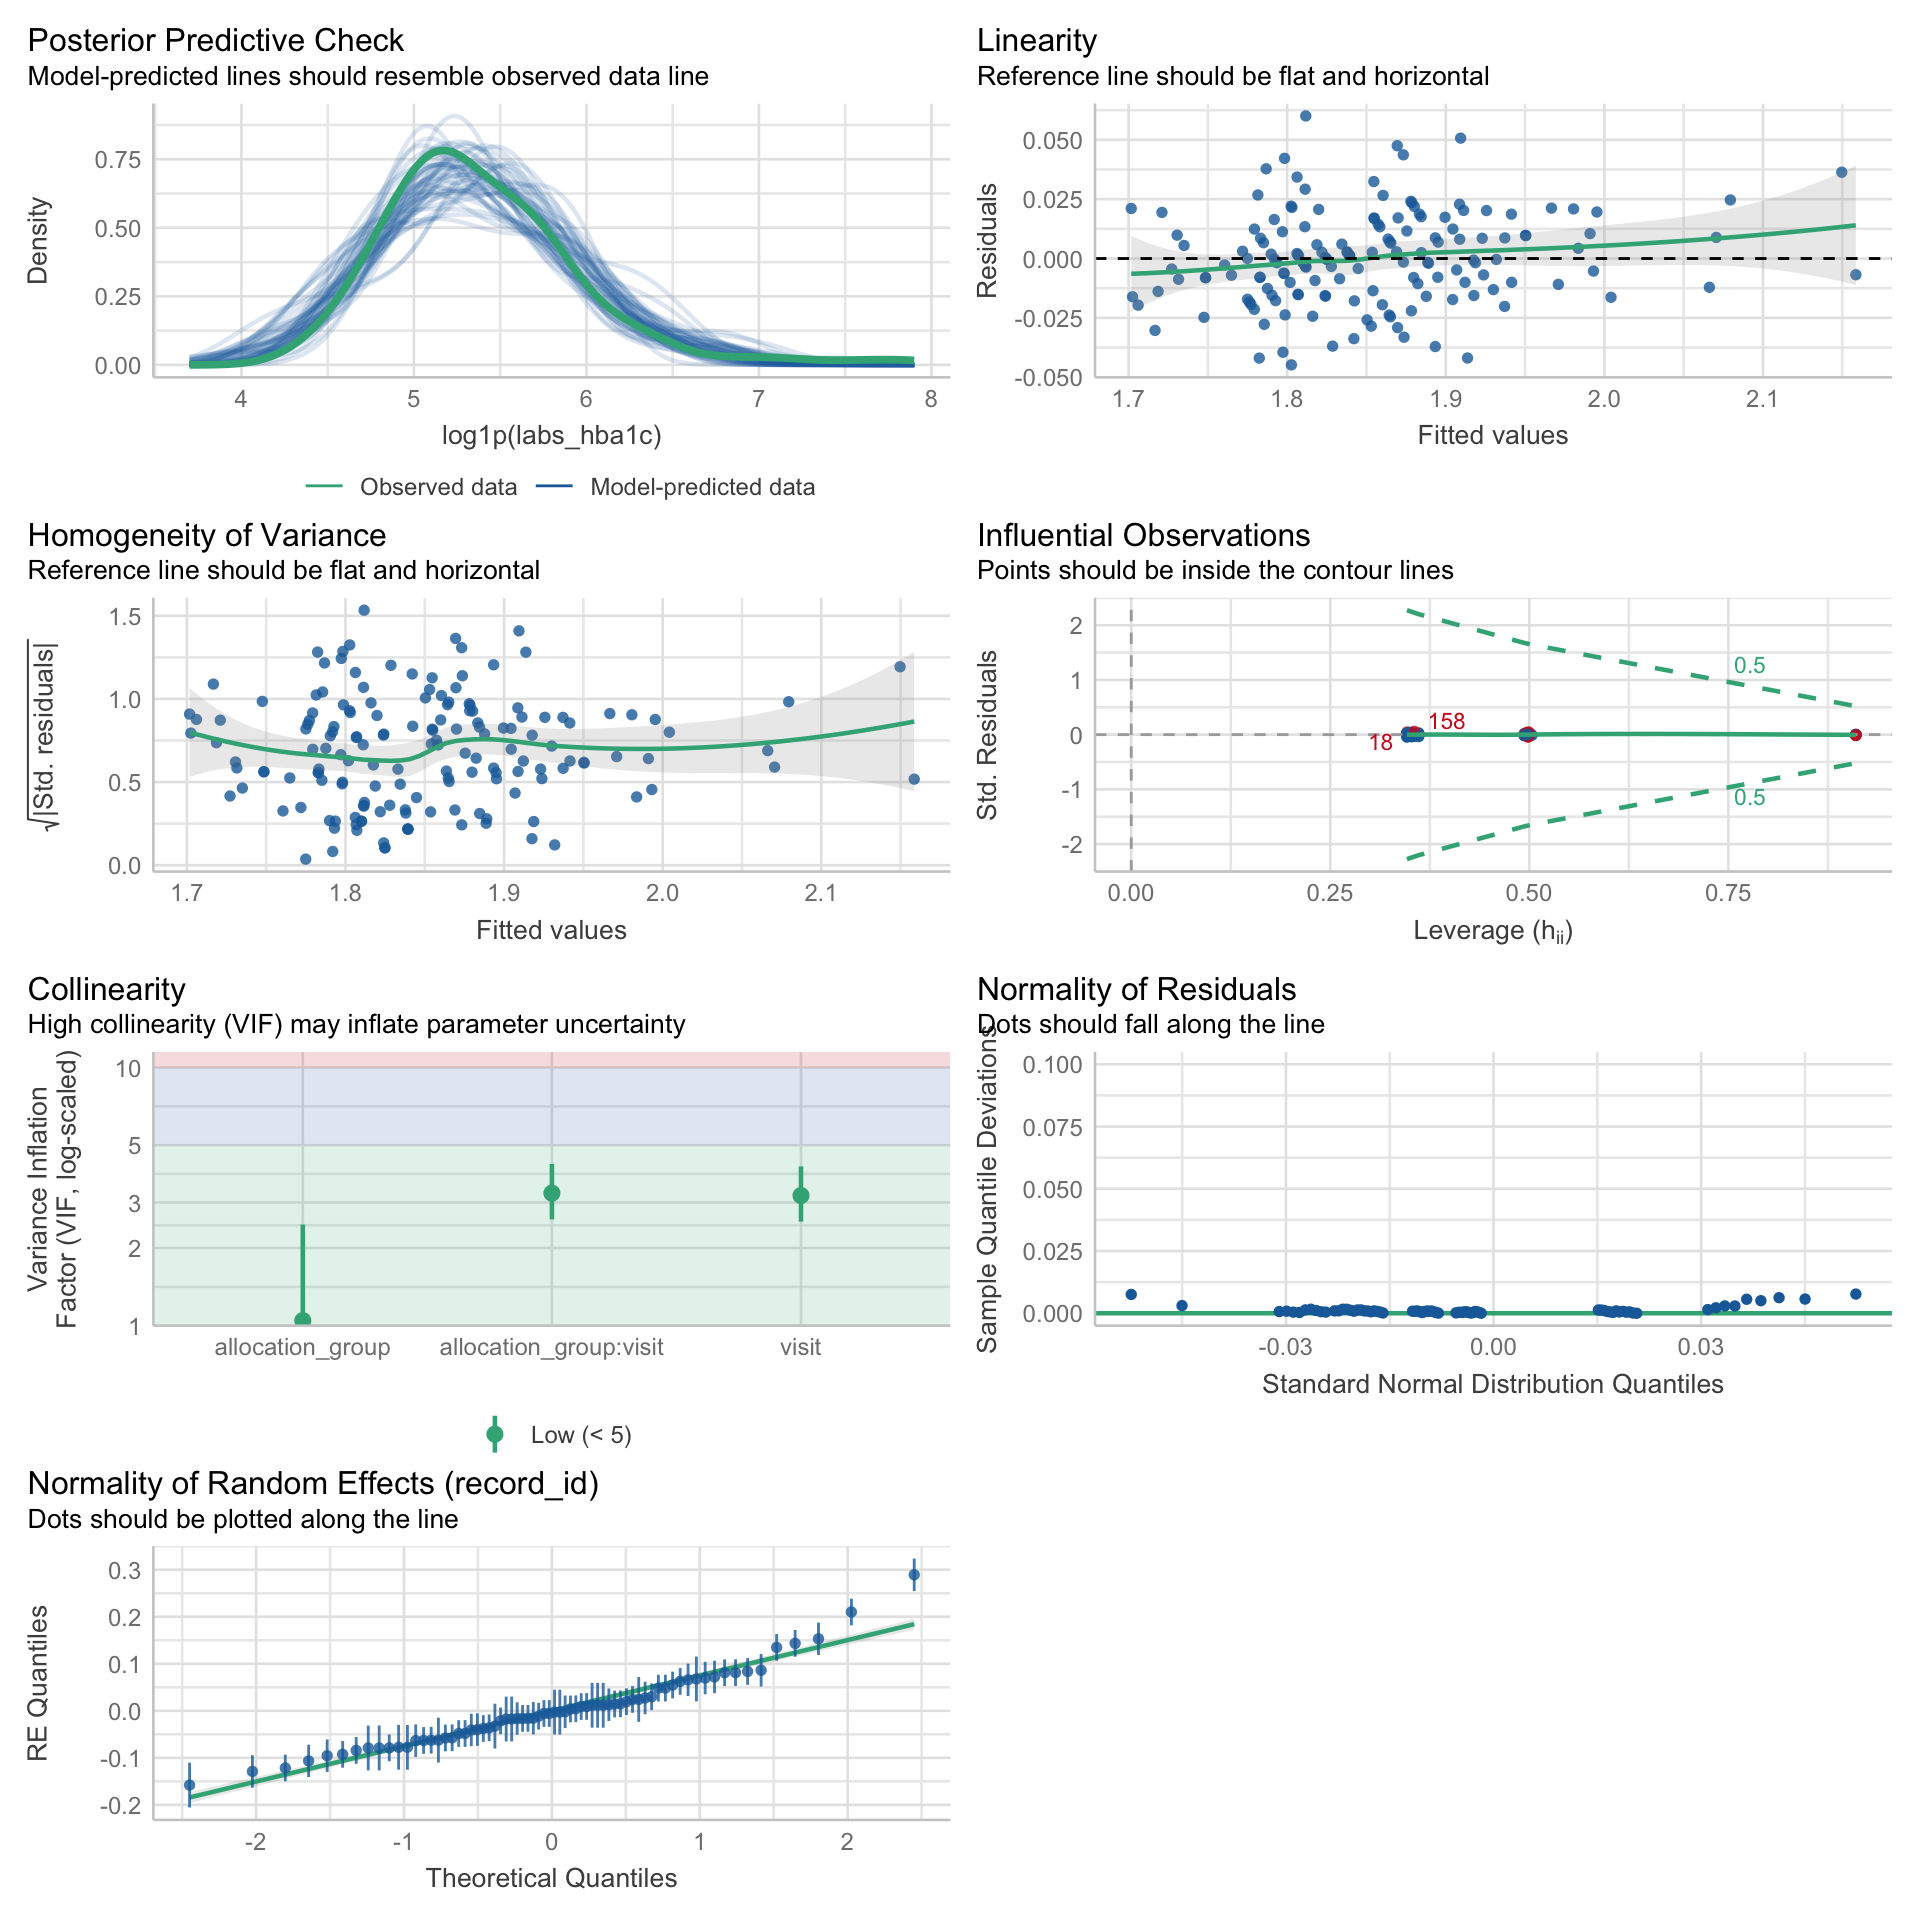 Posterior Predictive Check
Model-predicted lines should resemble observed data line
Density
0.75
0.50
0.25
0.00
4 5 6 7 8
log1p(labs_hba1c)
Observed data Model-predicted data
Linearity
Reference line should be flat and horizontal
Residuals
0.050
0.025
0.000
-0.025
-0.050
1.7 1.8 1.9 2.0 2.1
Fitted values
Homogeneity of Variance
Reference line should be flat and horizontal
√|Std. residuals|
1.5
1.0
0.5
0.0
1.7 1.8 1.9 2.0 2.1
Fitted values
Influential Observations
Points should be inside the contour lines
Std. Residuals
2
1
0
-1
-2
0.5
158
18
0.5
0.00 0.25 0.50 0.75
Leverage (hii)
Collinearity
High collinearity (VIF) may inflate parameter uncertainty
Variance Inflation
Factor (VIF, log-scaled)
10
5
3
2
1
allocation_group allocation_group:visit visit
Low (< 5)
Normality of Residuals
Dots should fall along the line
Sample Quantile Deviations
0.100
0.075
0.050
0.025
0.000
-0.03 0.00 0.03
Standard Normal Distribution Quantiles
Normality of Random Effects (record_id)
Dots should be plotted along the line
RE Quantiles
0.3
0.2
0.1
0.0
-0.1
-0.2
-2 -1 0 1 2
Theoretical Quantiles